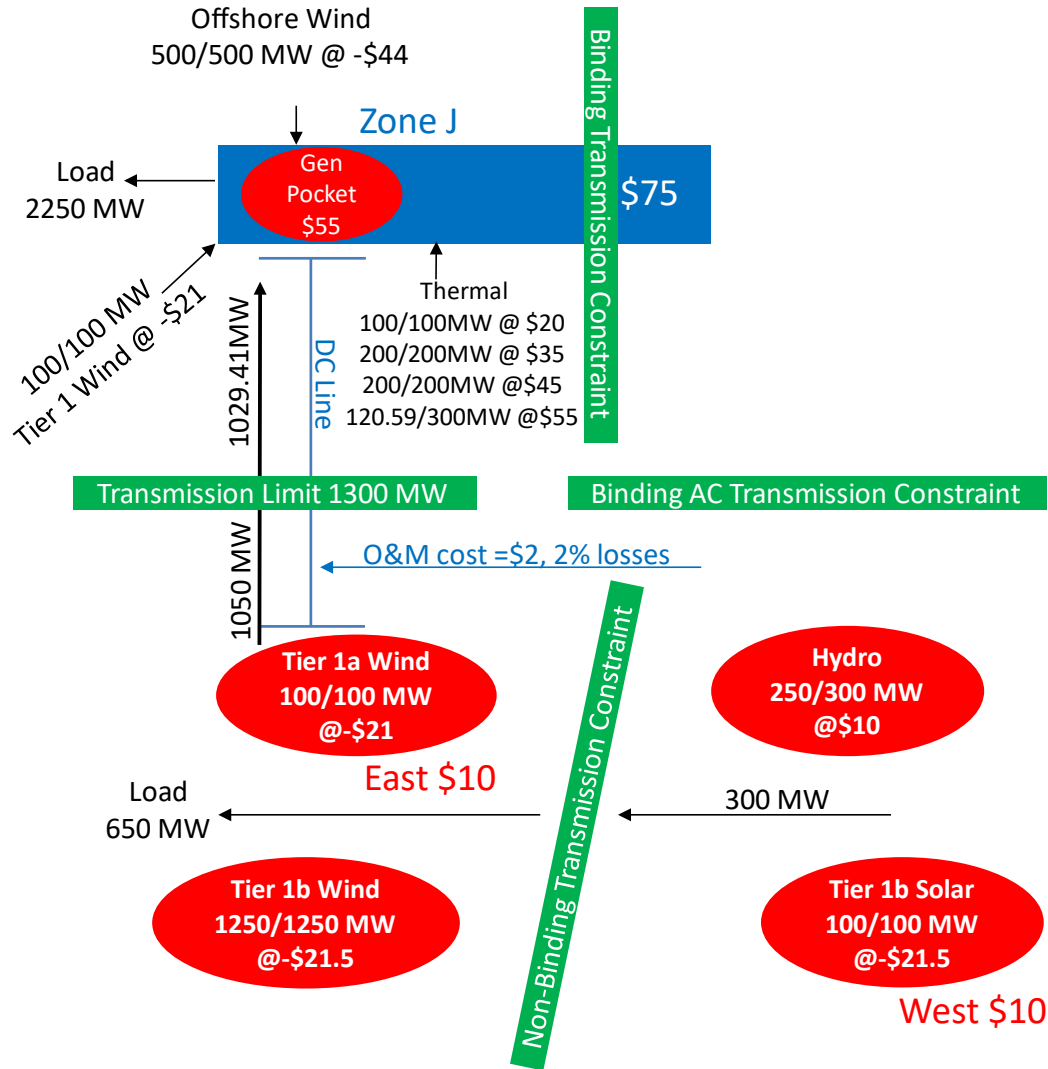 Offshore Wind
500/500 MW @ -$44
Binding Transmission Constraint
Zone J
Gen
Pocket
$55
$75
Load
2250 MW
100/100 MW
Tier 1 Wind @ -$21
Thermal
100/100MW @ $20
200/200MW @ $35
200/200MW @$45
120.59/300MW @$55
1029.41MW
DC Line
Transmission Limit 1300 MW
Binding AC Transmission Constraint
1050 MW
O&M cost =$2, 2% losses
Non-Binding Transmission Constraint
Tier 1a Wind
100/100 MW
@-$21
Hydro
250/300 MW
@$10
East $10
Load
650 MW
300 MW
Tier 1b Wind
1250/1250 MW
@-$21.5
Tier 1b Solar
100/100 MW
@-$21.5
West $10